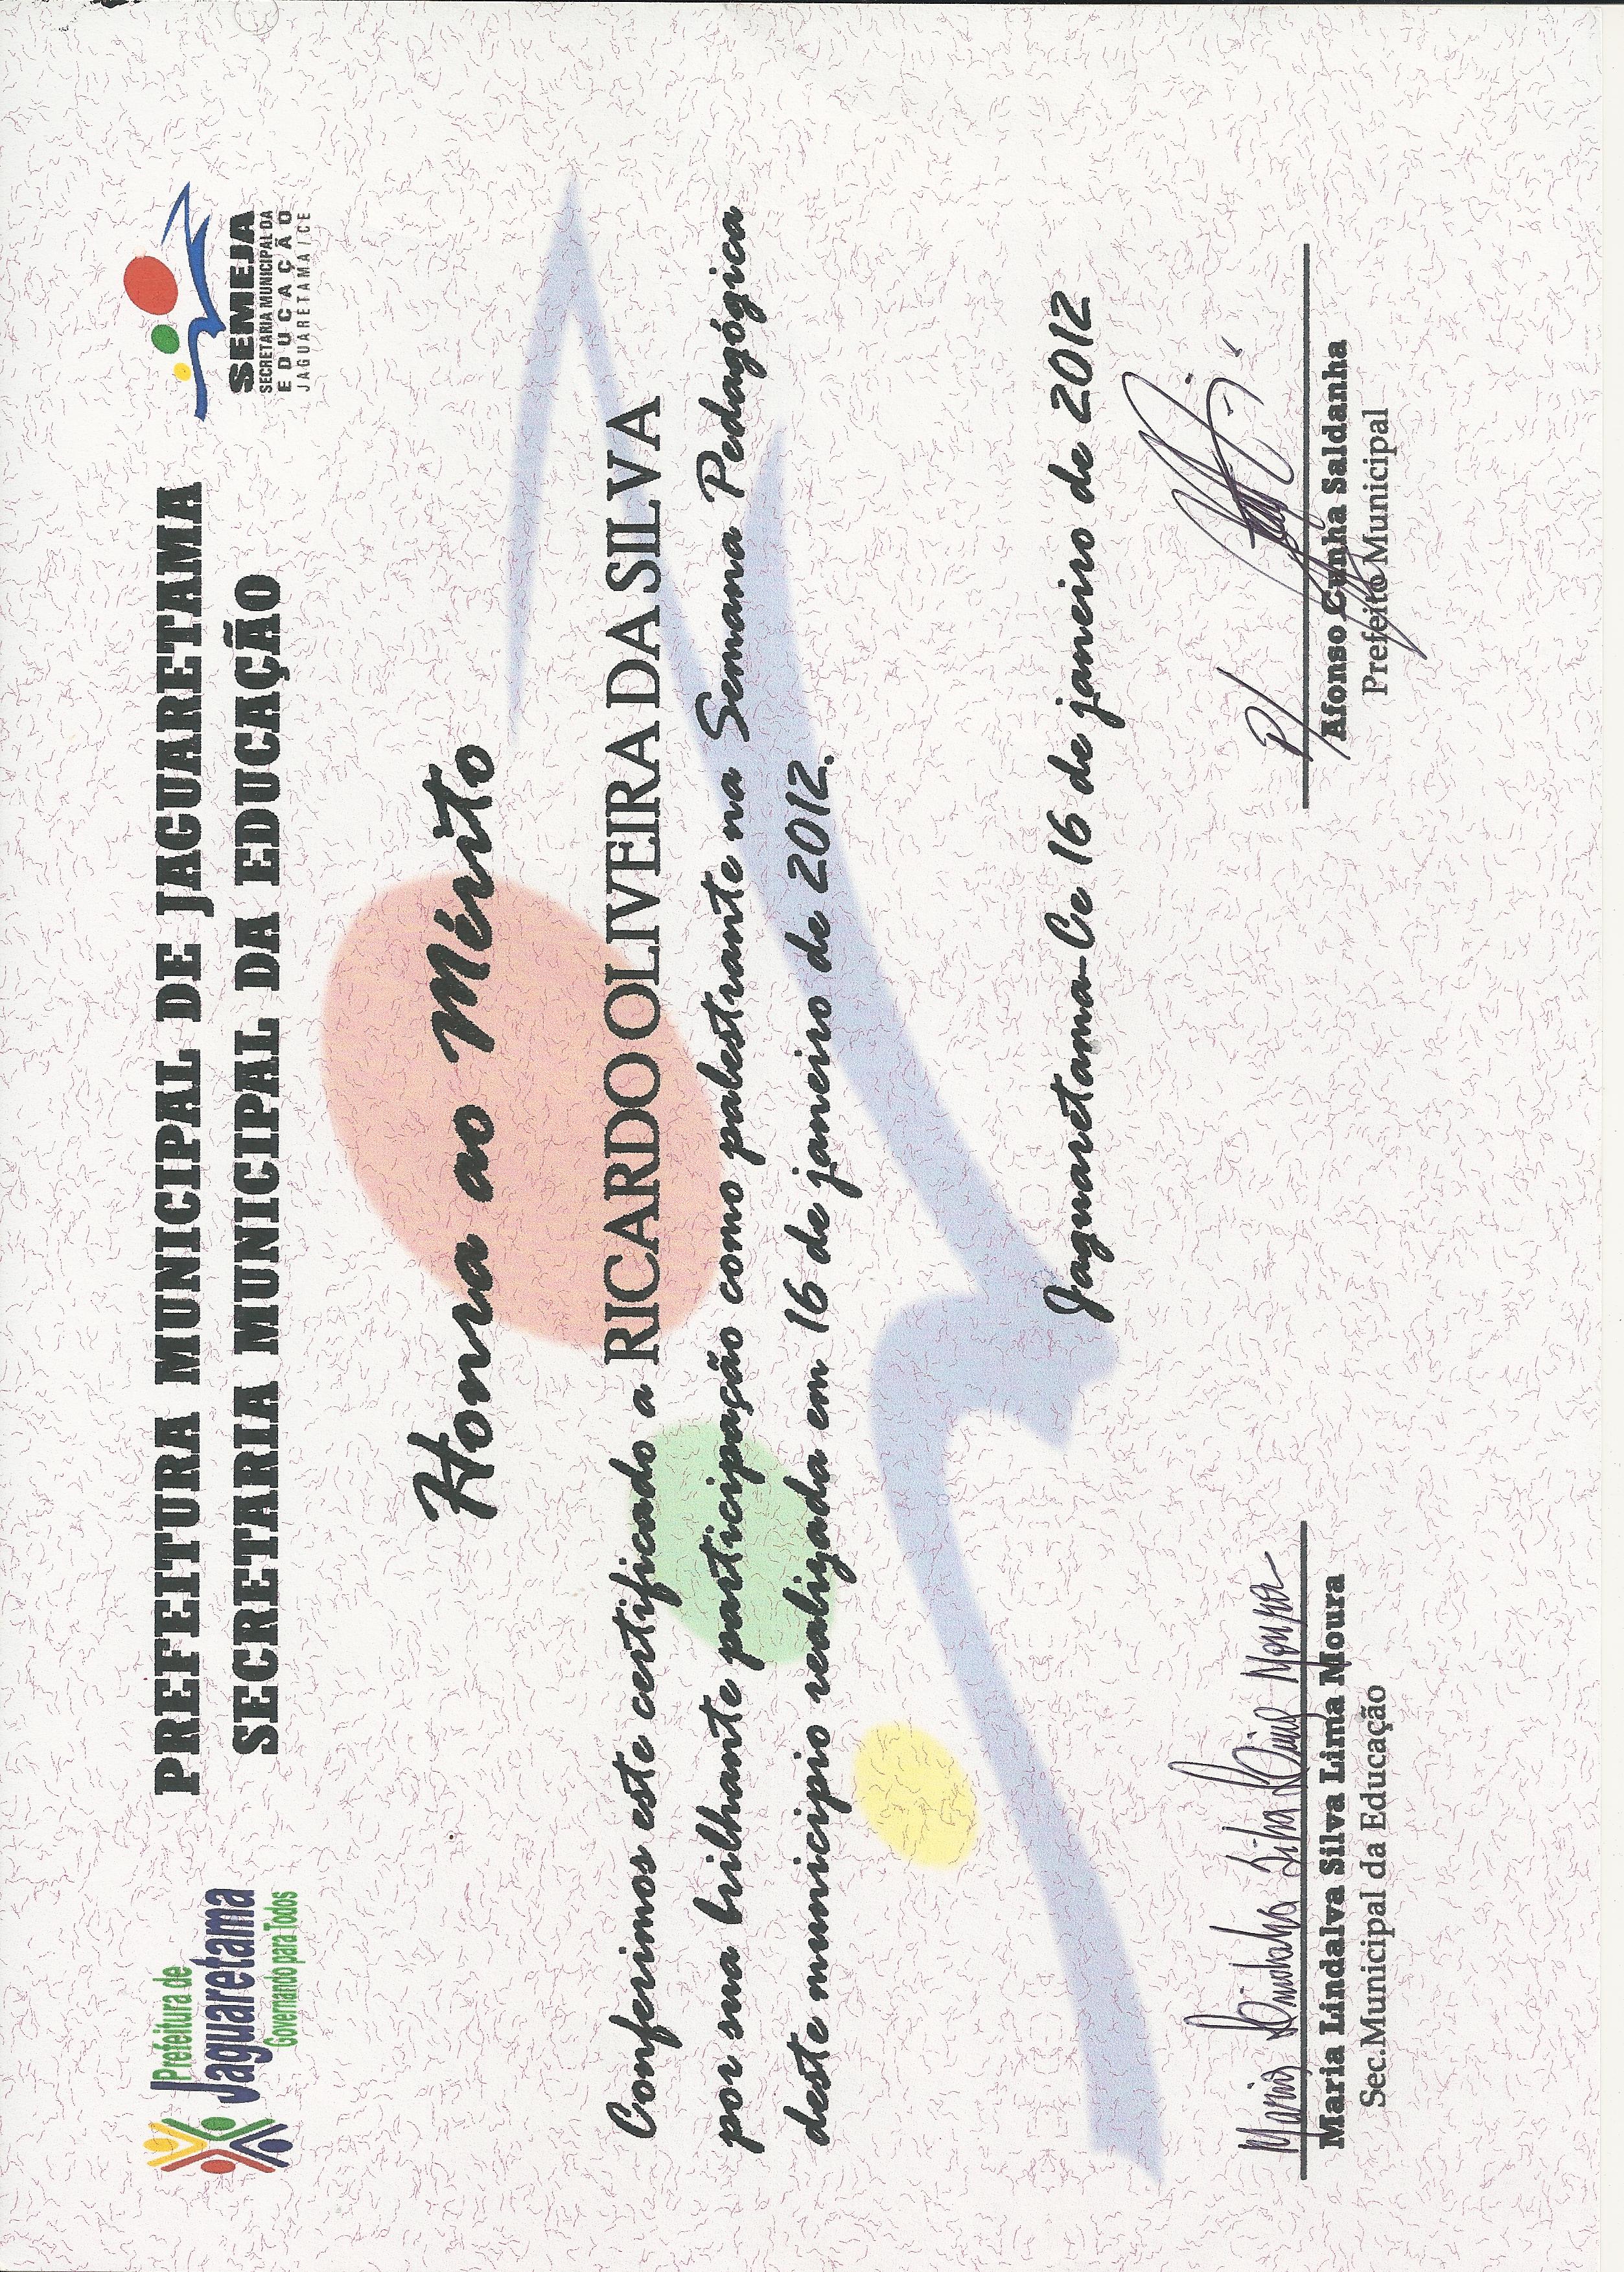 Prefeitura de
Jaguaretama
Governando para Todos
PREFEITURA MUNICIPAL DE JAGUARETAMA
SECRETARIA MUNICIPAL DA EDUCAÇÃO
SEMEJA
SECRETARIA MUNICIPAL DA
EDUCAÇÃO
JAGUARETAMA/CE
Honra ao Mérito
Conferimos este certificado a RICARDO OLIVEIRA DA SILVA
por sua brilhante participação como palestrante na Semana Pedagógica
deste município realizada em 16 de janeiro de 2012.
Jaguaretama-Ce 16 de janeiro de 2012
Maria Lindalva Silva Lima Moura
Maria Lindalva Silva Lima Moura
Sec.Municipal da Educação
P/
Afonso Cunha Saldanha
Prefeito Municipal